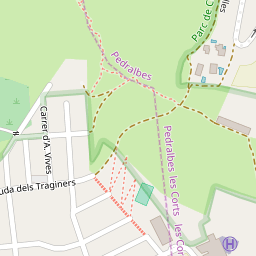 Pedralbes
Parc de C
Carrer d'A. Vives
Pedralbes
les Corts
les Cor
uda dels Traginers
H